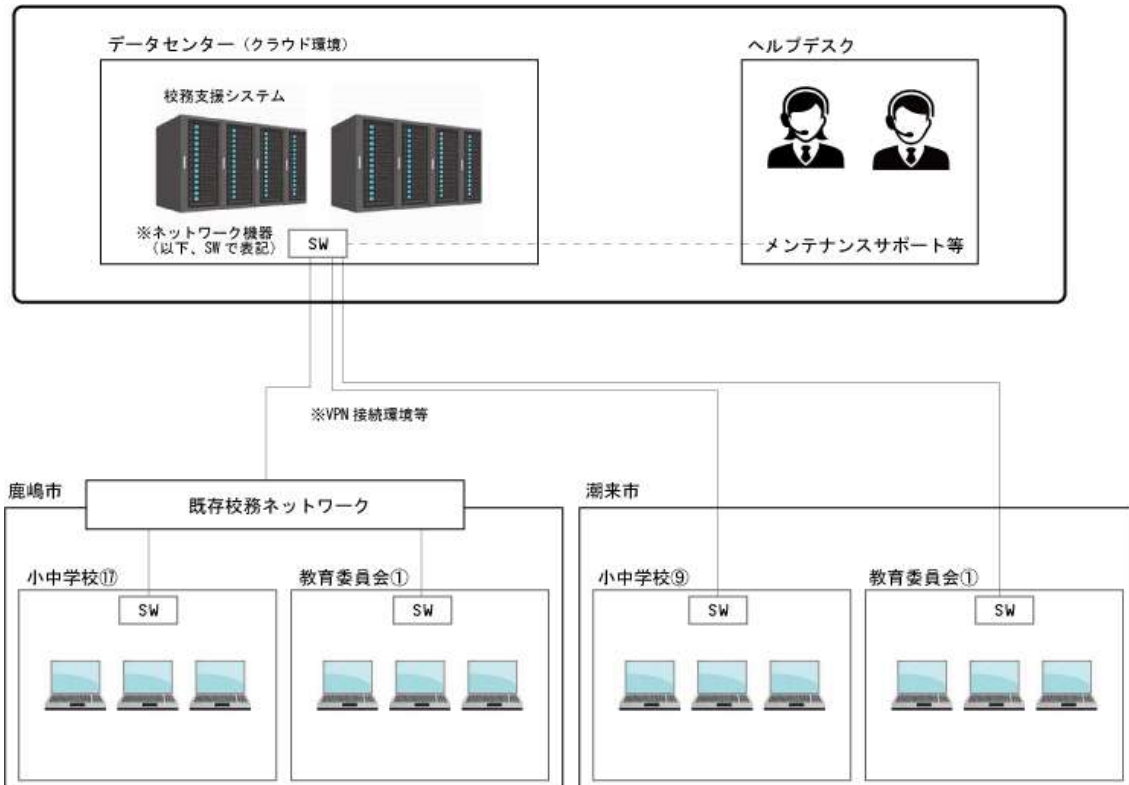 データセンター（クラウド環境）
ヘルプデスク
校務支援システム
※ネットワーク機器
（以下、SWで表記）
SW
メンテナンスサポート等
※VPN接続環境等
鹿嶋市
既存校務ネットワーク
潮来市
小中学校⑰
教育委員会①
小中学校⑨
教育委員会①
SW
SW
SW
SW